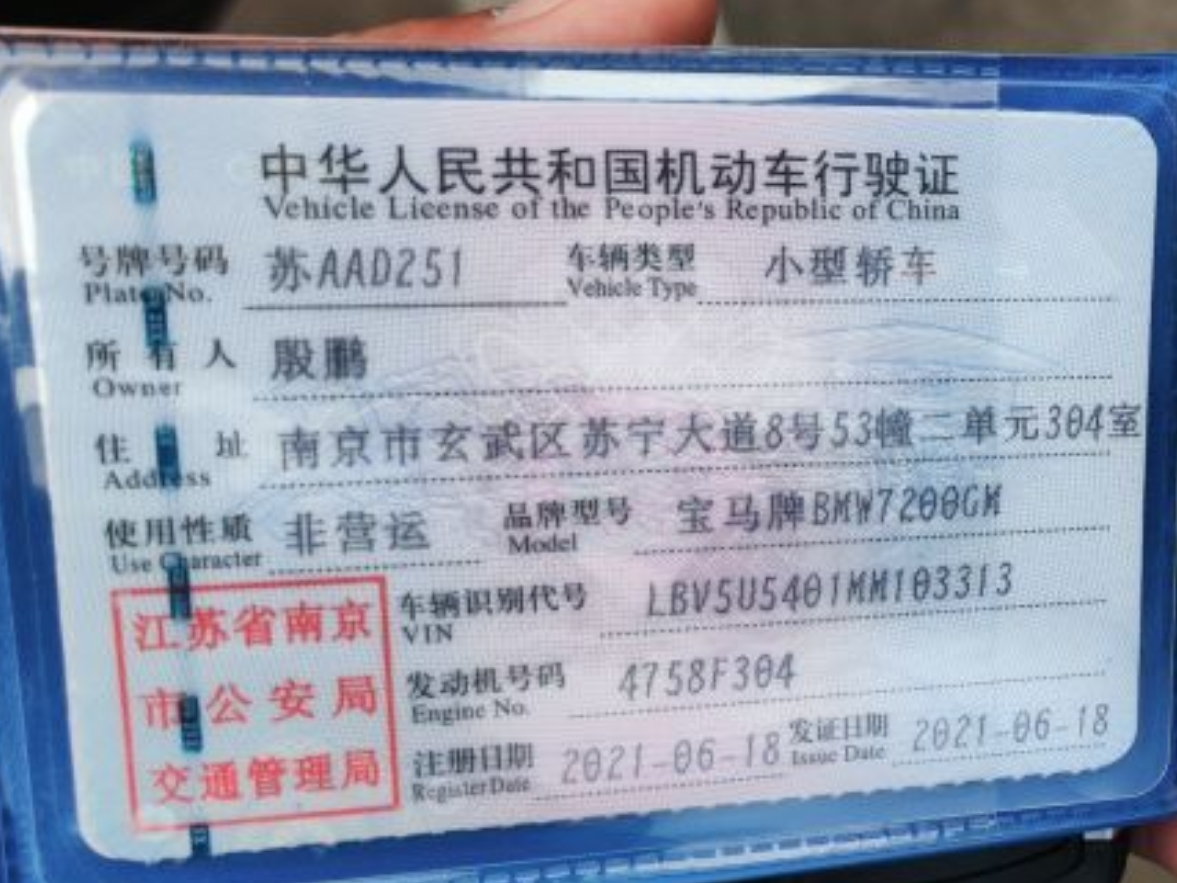 中华人民共和国机动车行驶证
Vehicle License of the People's Republic of China
号牌号码 苏AAD251 车辆类型 小型轿车
Plate No. Vehicle Type
所有人 殷鹏
Owner
住址 南京市玄武区苏宁大道8号53幢二单元304室
Address
使用性质 非营运 品牌型号 宝马牌BMW7200GM
Use Character Model
江苏省南京
市公安局
交通管理局
车辆识别代号 LBV5U5401MM103313
VIN
发动机号码 4758F304
Engine No.
注册日期 2021-06-18 发证日期 2021-06-18
Register Date Issue Date